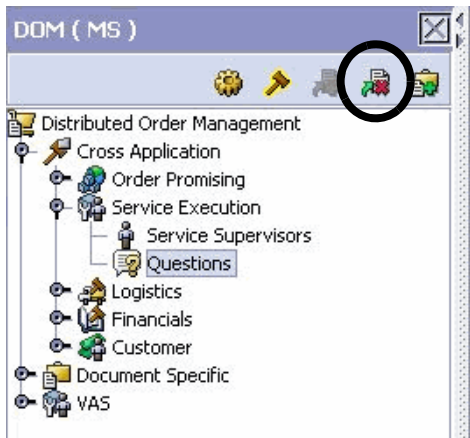 DOM ( MS )
Distributed Order Management
Cross Application
Order Promising
Service Execution
Service Supervisors
Questions
Logistics
Financials
Customer
Document Specific
VAS